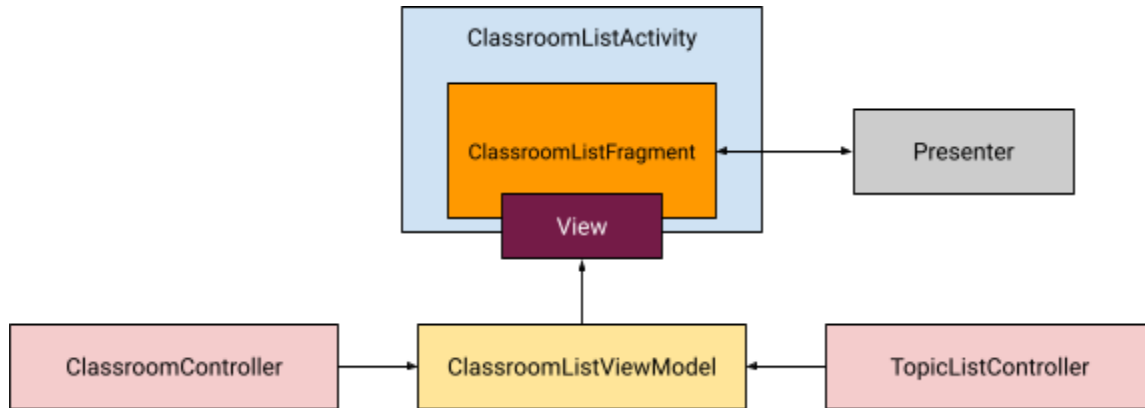 ClassroomListActivity
ClassroomListFragment
Presenter
View
ClassroomController
ClassroomListViewModel
TopicListController